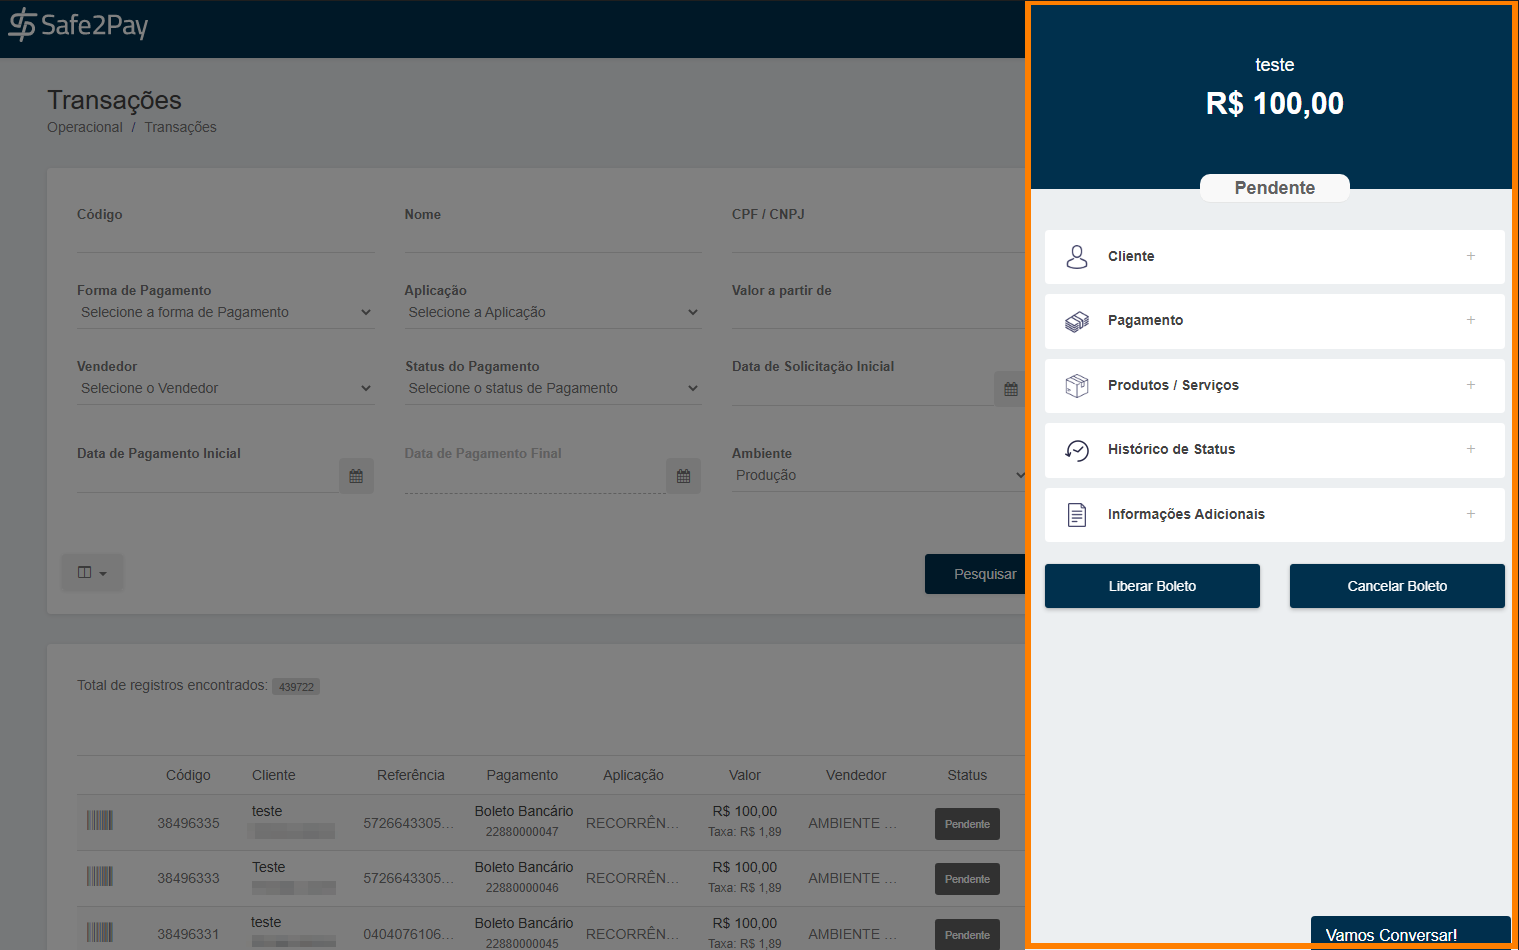 Safe2Pay
Transações
Operacional / Transações
Código Nome CPF / CNPJ
Forma de Pagamento Aplicação Valor a partir de
Selecione a forma de Pagamento Selecione a Aplicação
Vendedor Status do Pagamento Data de Solicitação Inicial
Selecione o Vendedor Selecione o status de Pagamento
Data de Pagamento Inicial Data de Pagamento Final Ambiente
Produção
Pesquisar
Total de registros encontrados: 439722
Código Cliente Referência Pagamento Aplicação Valor Vendedor Status
teste Boleto Bancário R$ 100,00
38496335 5726643305... RECORRÊN... AMBIENTE ... Pendente
22880000047 Taxa: R$ 1,89
Teste Boleto Bancário R$ 100,00
38496333 5726643305... RECORRÊN... AMBIENTE ... Pendente
22880000046 Taxa: R$ 1,89
teste Boleto Bancário R$ 100,00
38496331 0404076106... RECORRÊN... AMBIENTE ... Pendente
22880000045 Taxa: R$ 1,89
teste
R$ 100,00
Pendente
Cliente +
Pagamento +
Produtos / Serviços +
Histórico de Status +
Informações Adicionais +
Liberar Boleto Cancelar Boleto
Vamos Conversar!